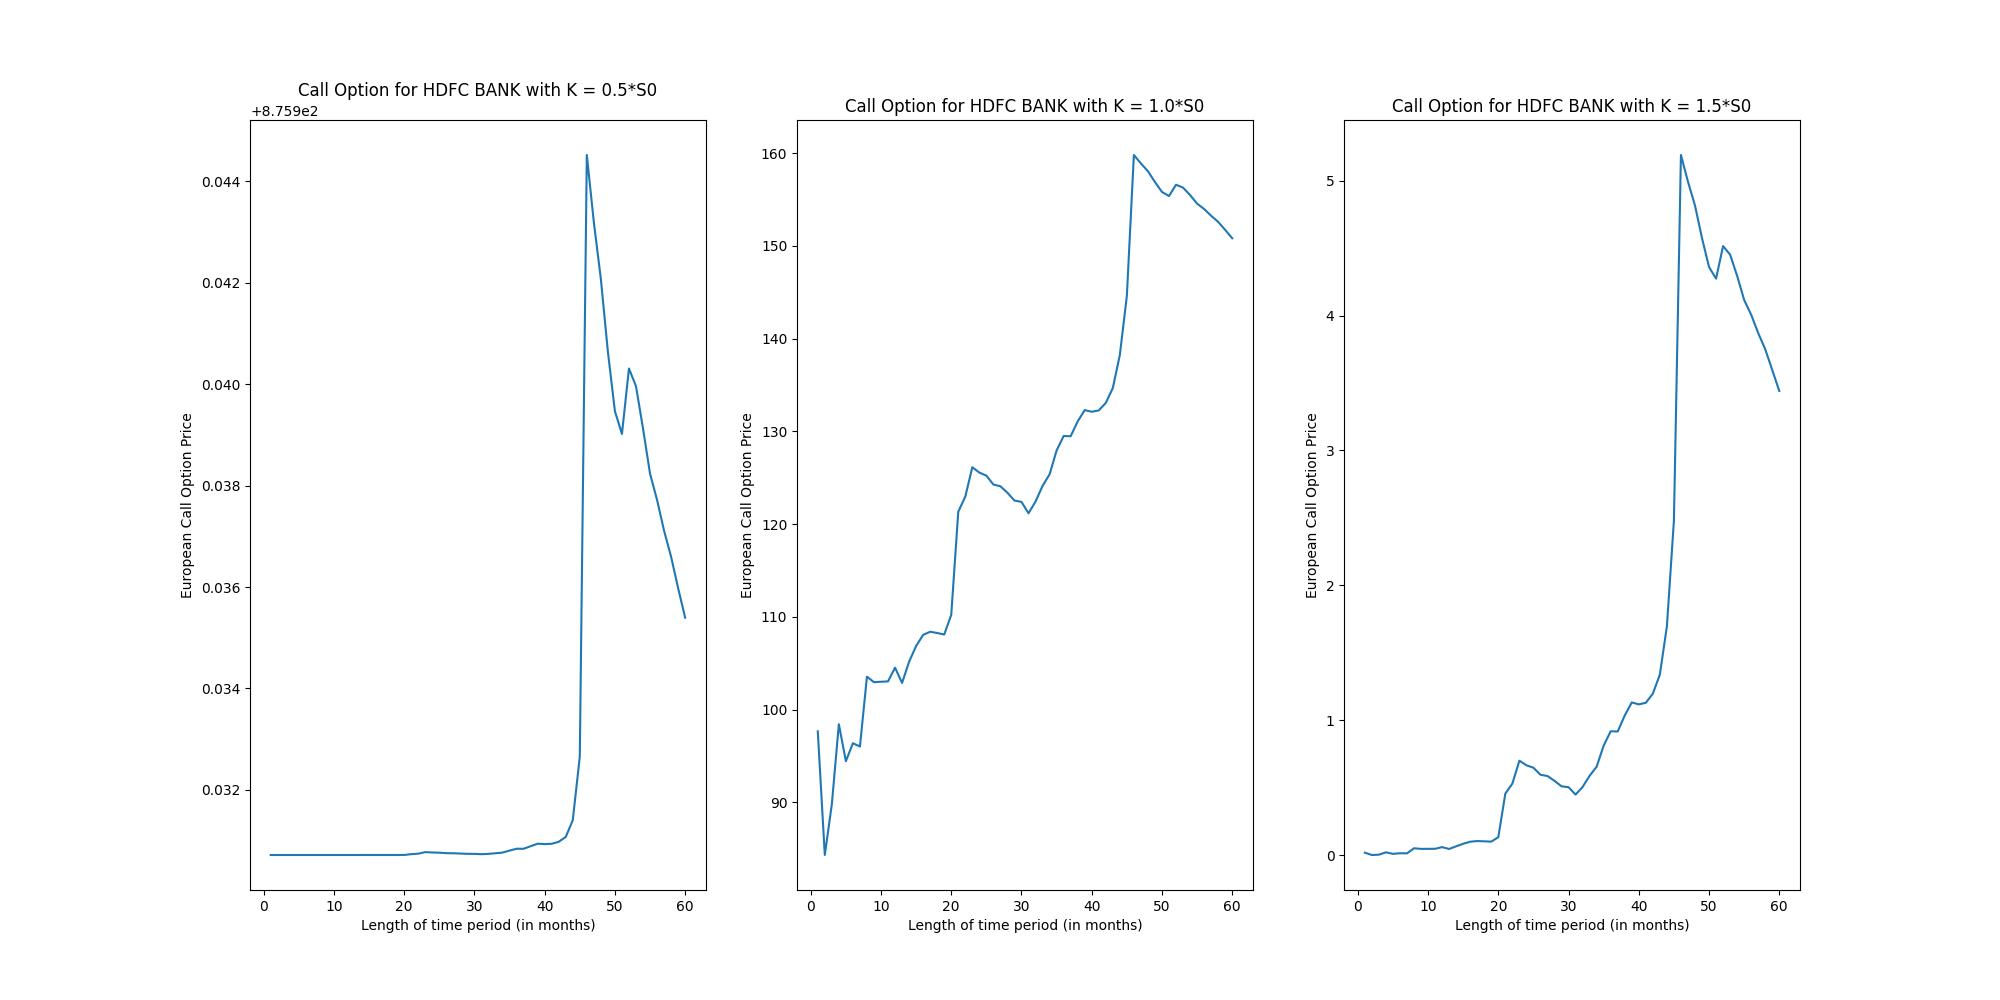 Call Option for HDFC BANK with K = 0.5*S0
+8.759e2
0.044
0.042
0.040
0.038
0.036
0.034
0.032
European Call Option Price
0 10 20 30 40 50 60
Length of time period (in months)
Call Option for HDFC BANK with K = 1.0*S0
160
150
140
130
120
110
100
90
European Call Option Price
0 10 20 30 40 50 60
Length of time period (in months)
Call Option for HDFC BANK with K = 1.5*S0
5
4
3
2
1
0
European Call Option Price
0 10 20 30 40 50 60
Length of time period (in months)